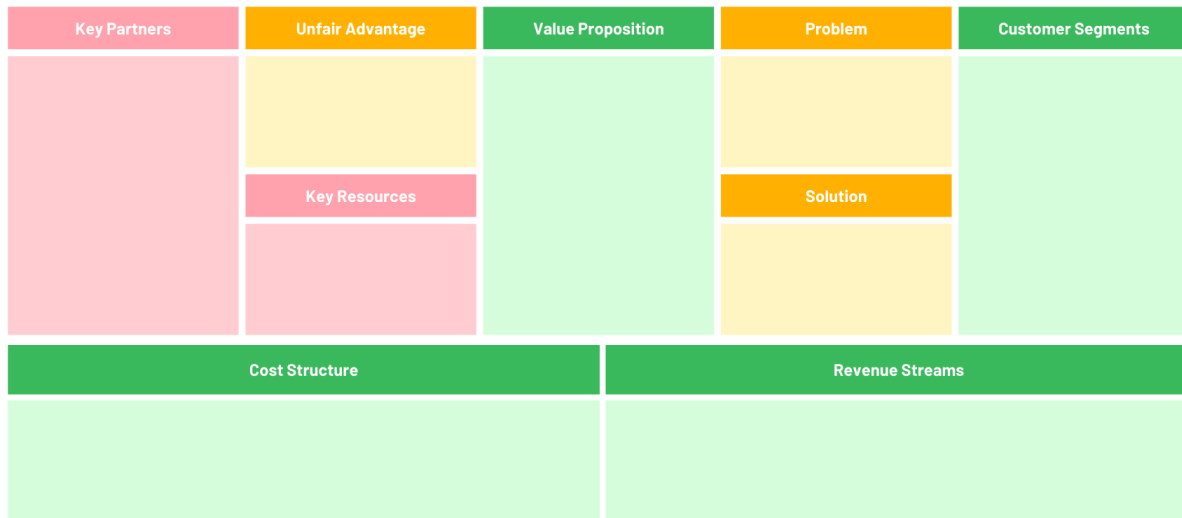 Key Partners
Unfair Advantage
Value Proposition
Problem
Customer Segments
Key Resources
Solution
Cost Structure
Revenue Streams